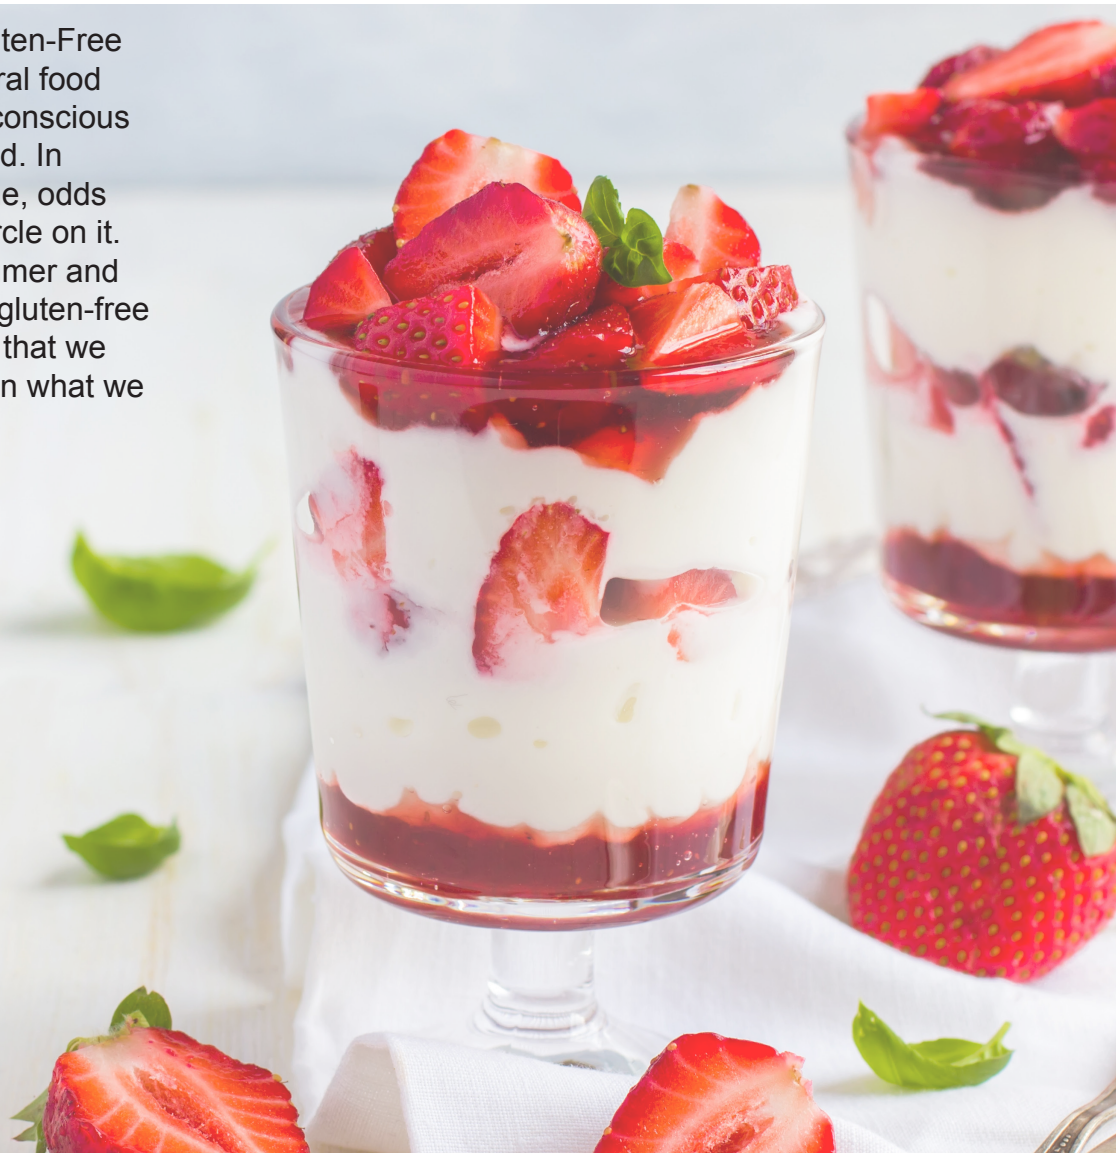 ten-Free
ral food
conscious
d. In
e, odds
rcle on it.
mer and
gluten-free
that we
n what we